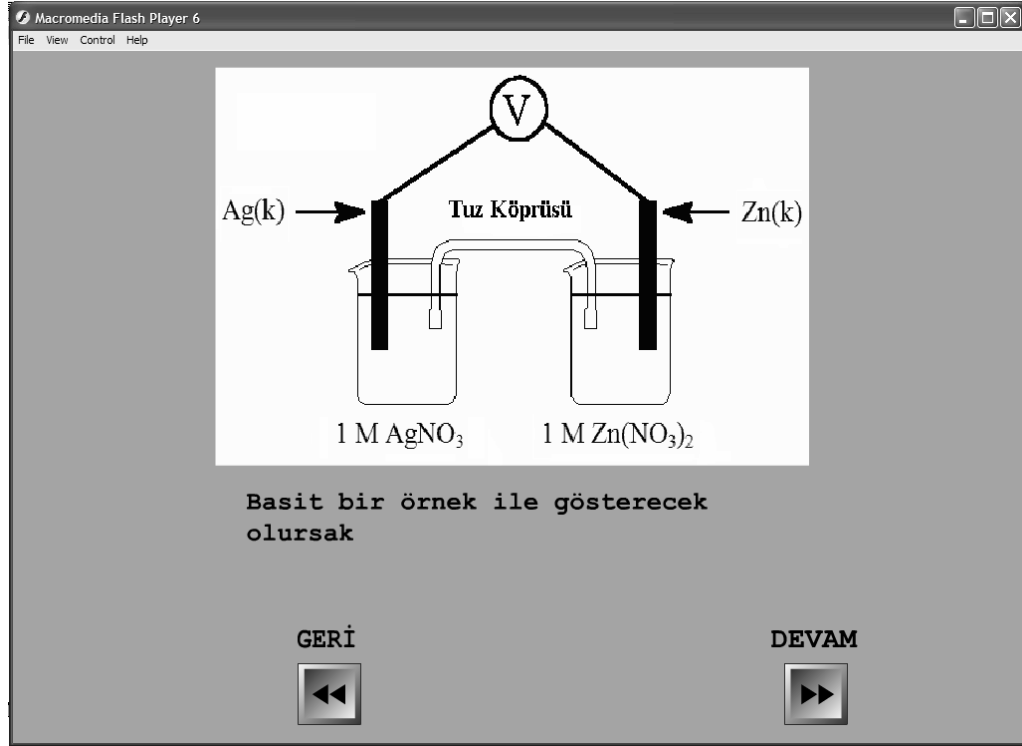 Macromedia Flash Player 6
File View Control Help
V
Ag(k)
Tuz Köprüsü
Zn(k)
1 M AgNO₃
1 M Zn(NO₃)₂
Basit bir örnek ile gösterecek
olursak
GERİ
DEVAM